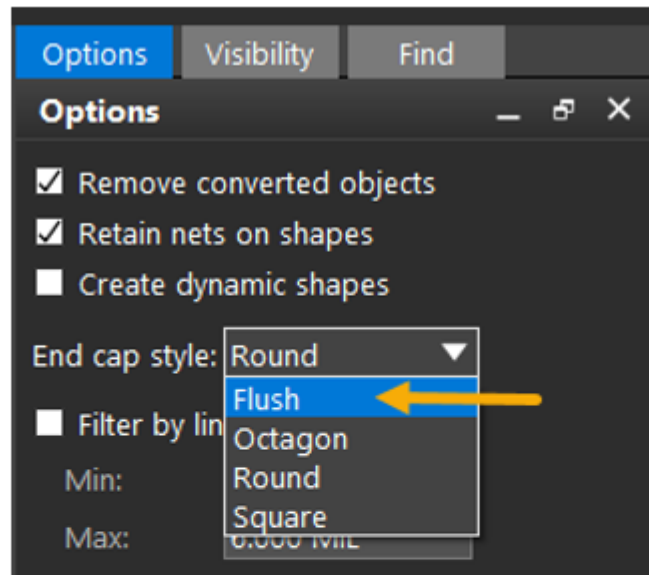 Options Visibility Find
Options
Remove converted objects
Retain nets on shapes
Create dynamic shapes
End cap style: Round
Flush
Filter by lin
Octagon
Min:
Round
Square
Max: